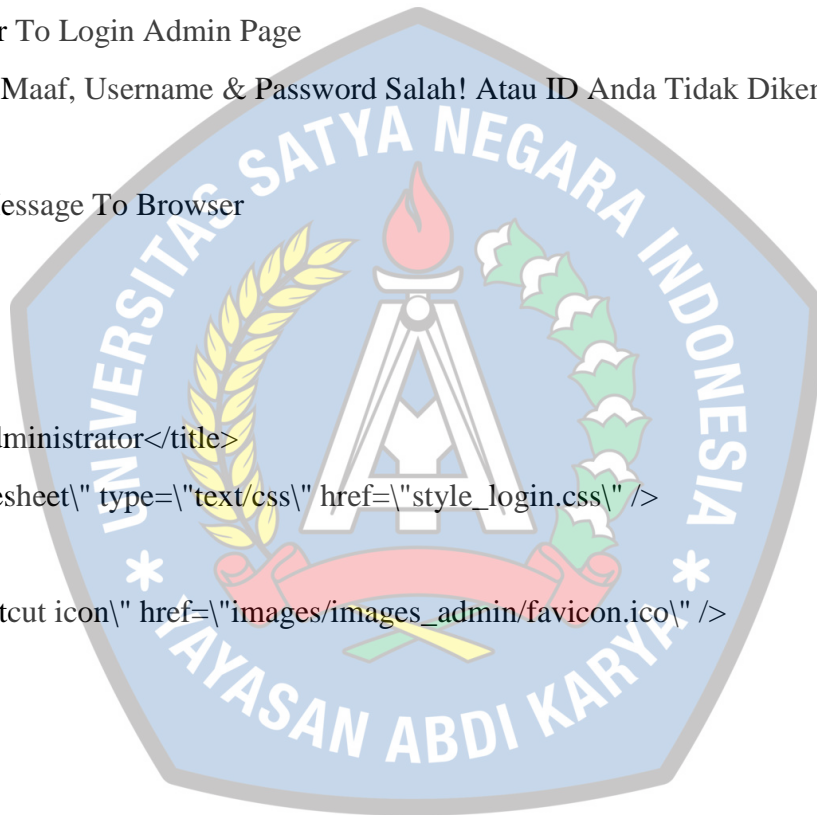 r To Login Admin Page
Maaf, Username & Password Salah! Atau ID Anda Tidak Diken
essage To Browser
dministrator</title>
esheet\" type=\"text/css\" href=\"style_login.css\" />
tcut icon\" href=\"images/images_admin/favicon.ico\" />
UNIVERSITAS SATYA NEGARA INDONESIA
* YAYASAN ABDI KARYA *